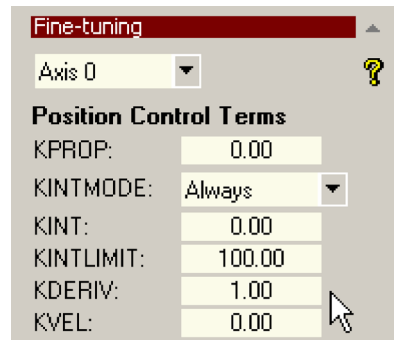 Fine-tuning
Axis 0
Position Control Terms
KPROP: 0.00
KINTMODE: Always
KINT: 0.00
KINTLIMIT: 100.00
KDERIV: 1.00
KVEL: 0.00